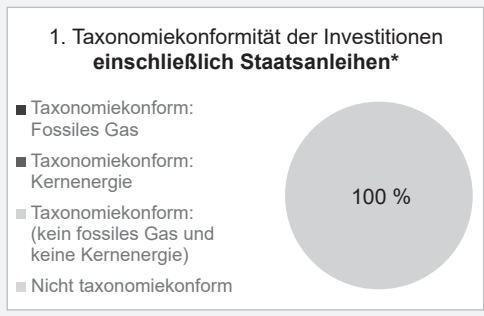 1. Taxonomiekonformität der Investitionen
einschließlich Staatsanleihen*
Taxonomiekonform:
Fossiles Gas
Taxonomiekonform:
Kernenergie
Taxonomiekonform:
(kein fossiles Gas und
keine Kernenergie)
Nicht taxonomiekonform
100 %